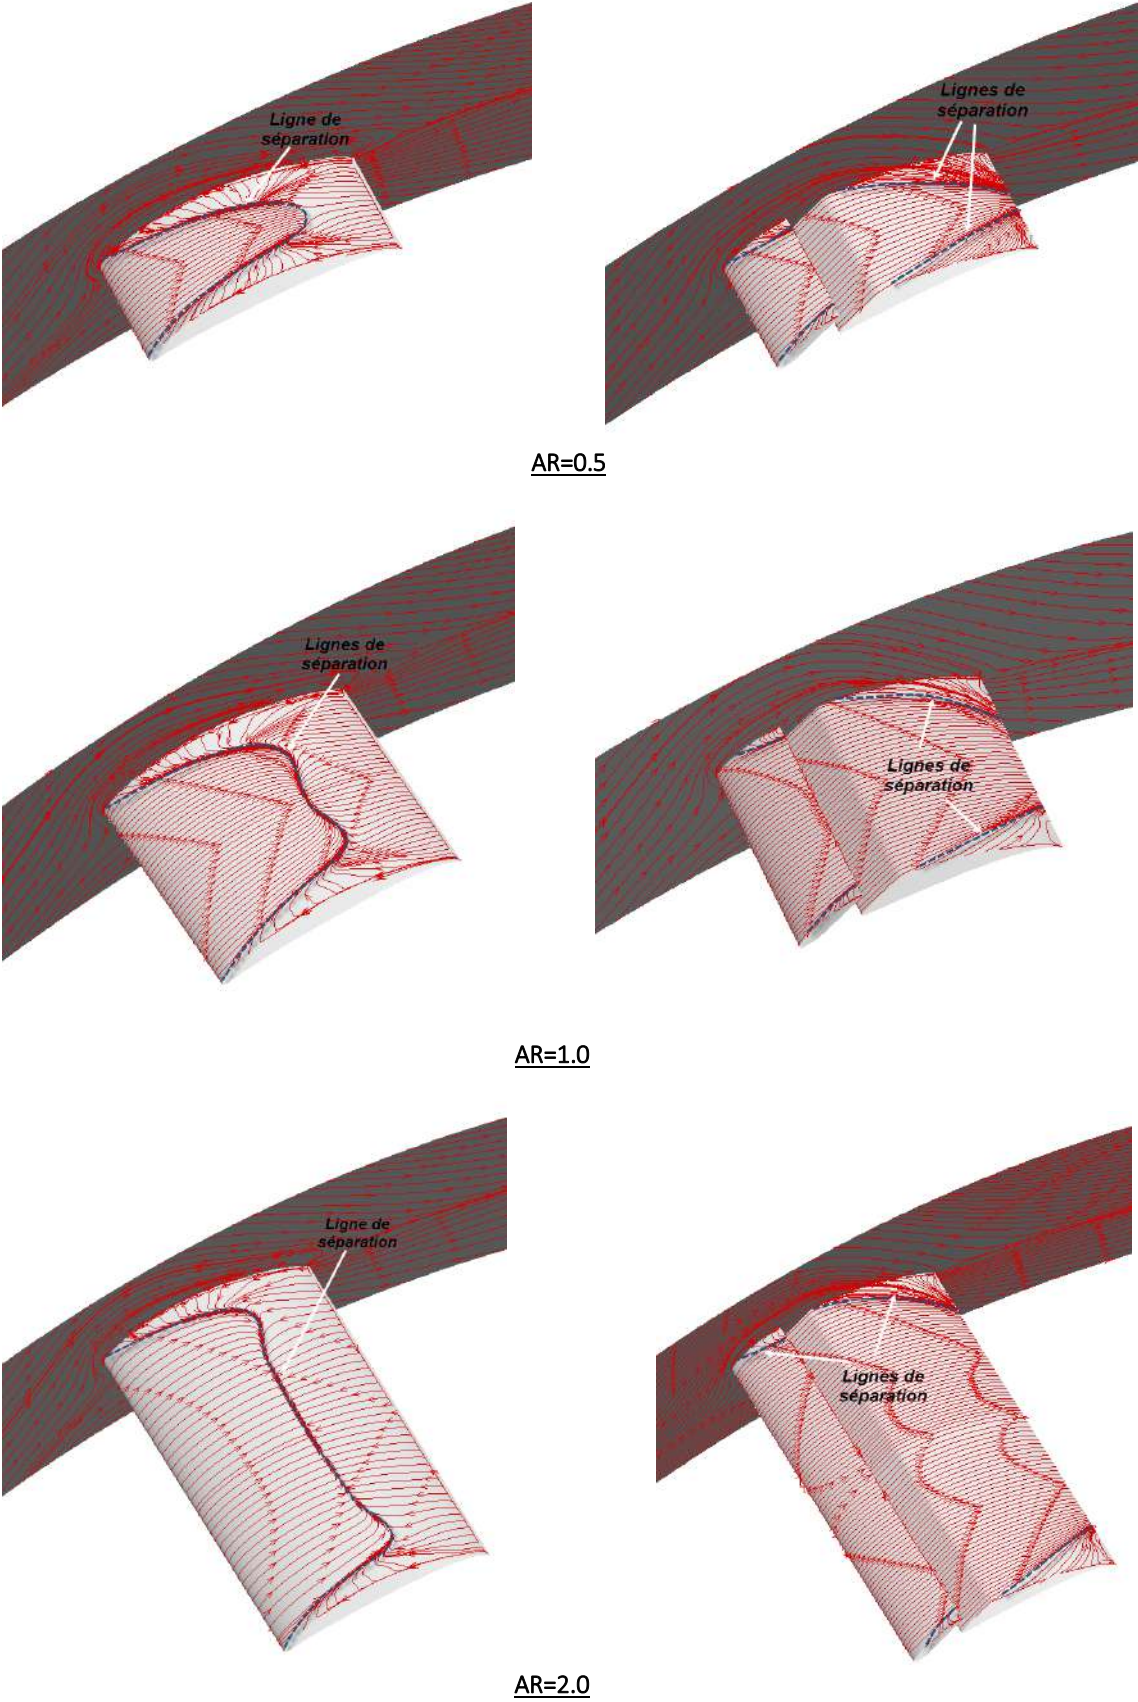 Ligne de
séparation
Lignes de
séparation
AR=0.5
Lignes de
séparation
Lignes de
séparation
AR=1.0
Ligne de
séparation
Lignes de
séparation
AR=2.0